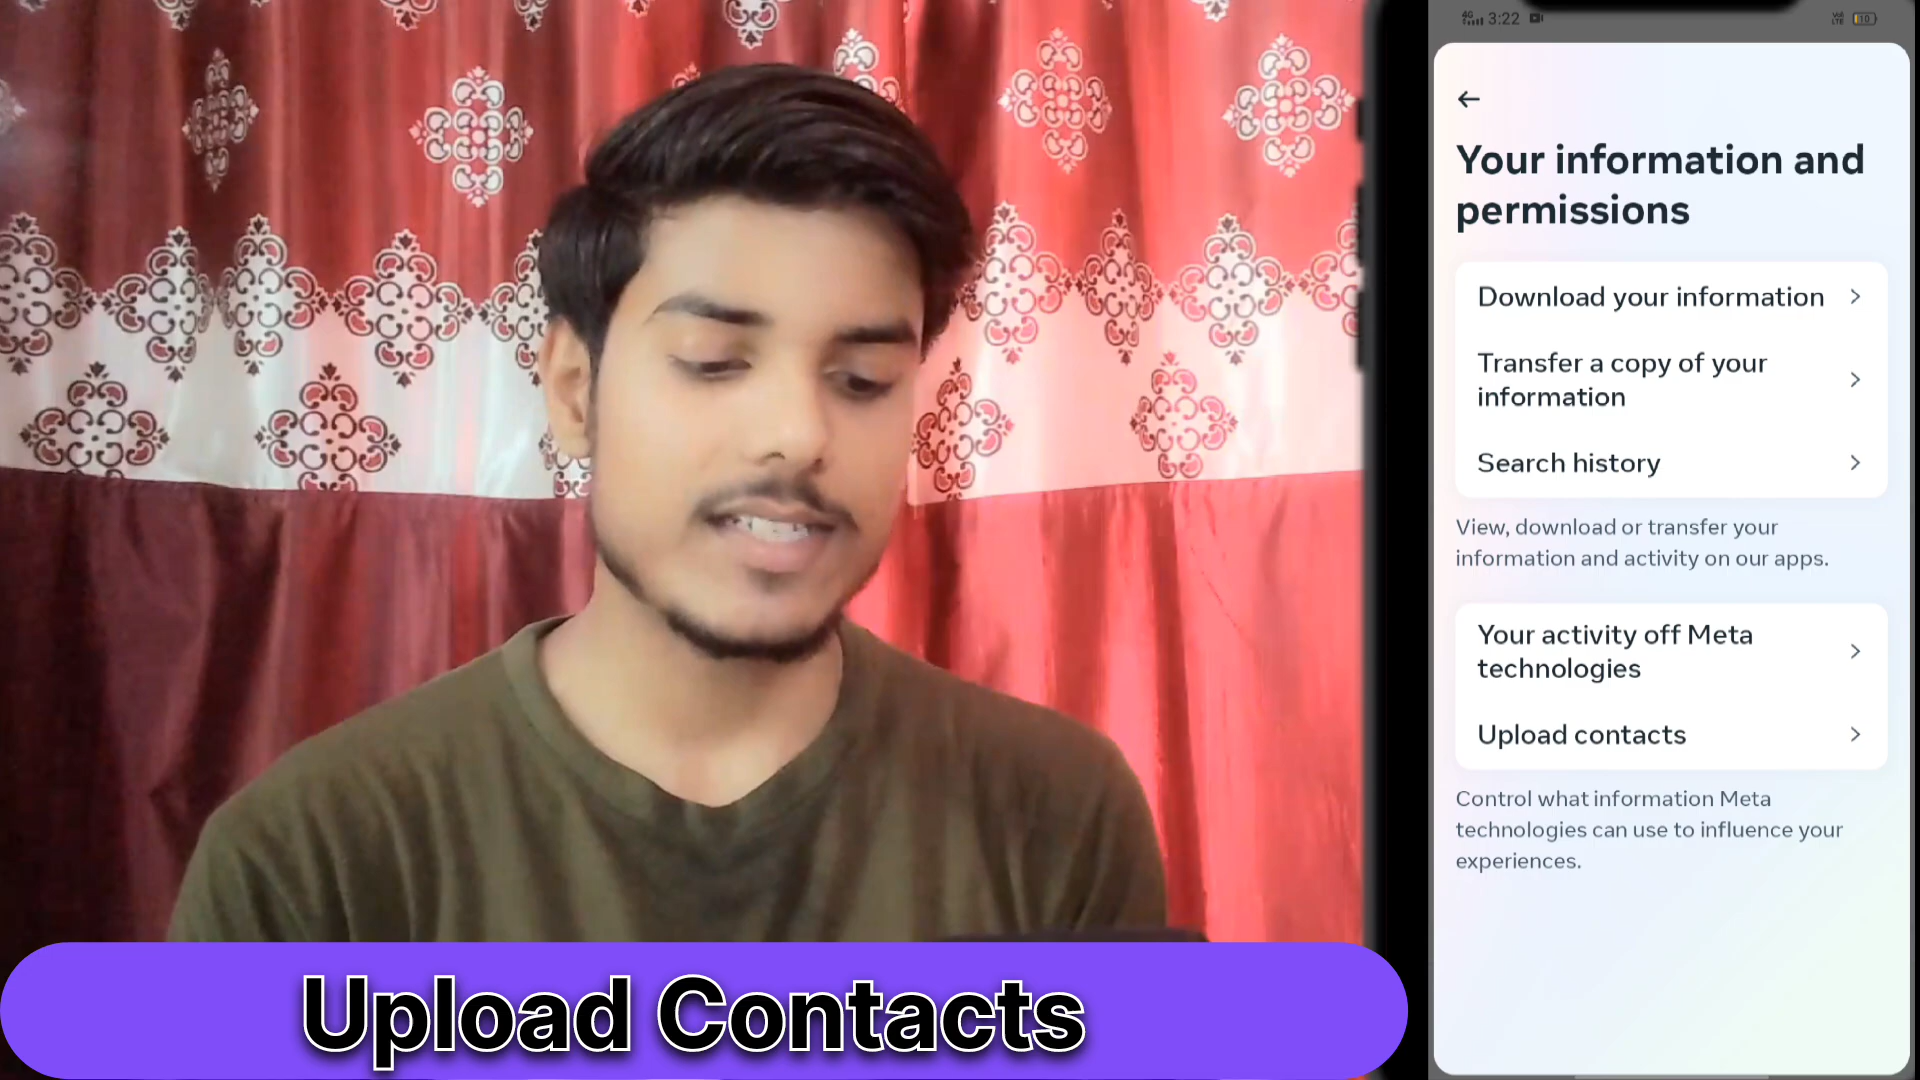 4G 3:22
10
Your information and
permissions
Download your information
Transfer a copy of your
information
Search history
View, download or transfer your
information and activity on our apps.
Your activity off Meta
technologies
Upload contacts
Control what information Meta
technologies can use to influence your
experiences.
Upload Contacts